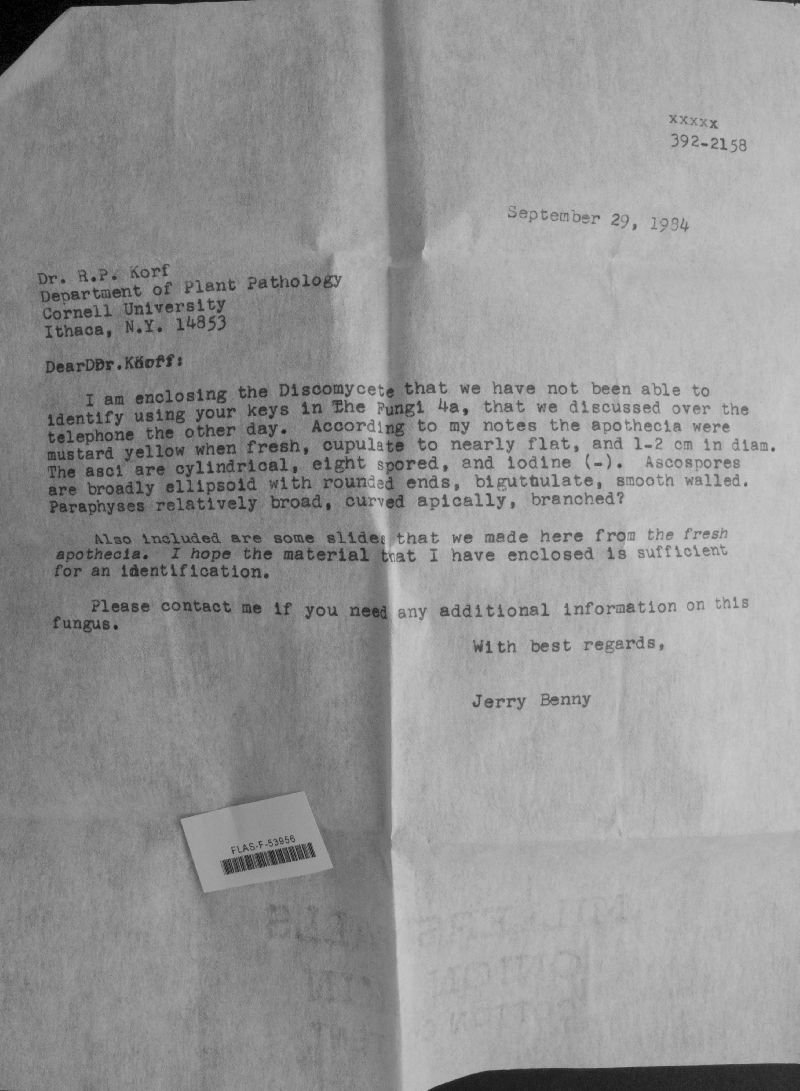 xxxxx
392-2158
September 29, 1984
Dr. R.P. Korf
Department of Plant Pathology
Cornell University
Ithaca, N.Y. 14853
DearDDr.Korff:
I am enclosing the Discomycete that we have not been able to
identify using your keys in The Fungi 4a, that we discussed over the
telephone the other day. According to my notes the apothecia were
mustard yellow when fresh, cupulate to nearly flat, and 1-2 cm in diam.
The asci are cylindrical, eight spored, and iodine (-). Ascospores
are broadly ellipsoid with rounded ends, biguttulate, smooth walled.
Paraphyses relatively broad, curved apically, branched?
Also included are some slides that we made here from the fresh
apothecia. I hope the material that I have enclosed is sufficient
for an identification.
Please contact me if you need any additional information on this
fungus.
With best regards,
Jerry Benny
FLAS-F-53956